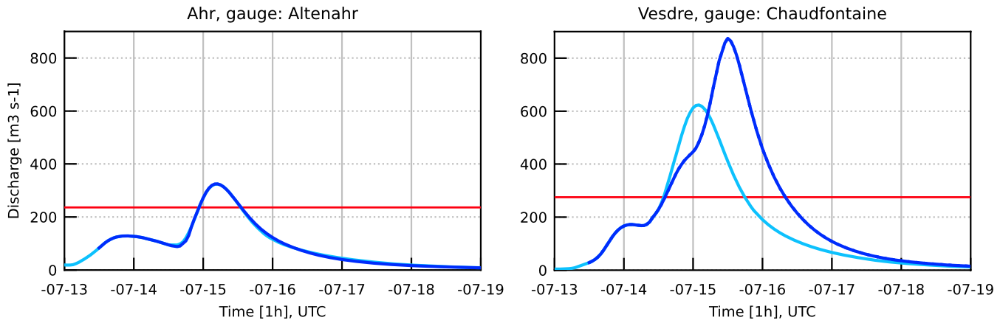 Ahr, gauge: Altenahr
Discharge [m3 s-1]
800
600
400
200
0
-07-13 -07-14 -07-15 -07-16 -07-17 -07-18 -07-19
Time [1h], UTC
Vesdre, gauge: Chaudfontaine
800
600
400
200
0
-07-13 -07-14 -07-15 -07-16 -07-17 -07-18 -07-19
Time [1h], UTC